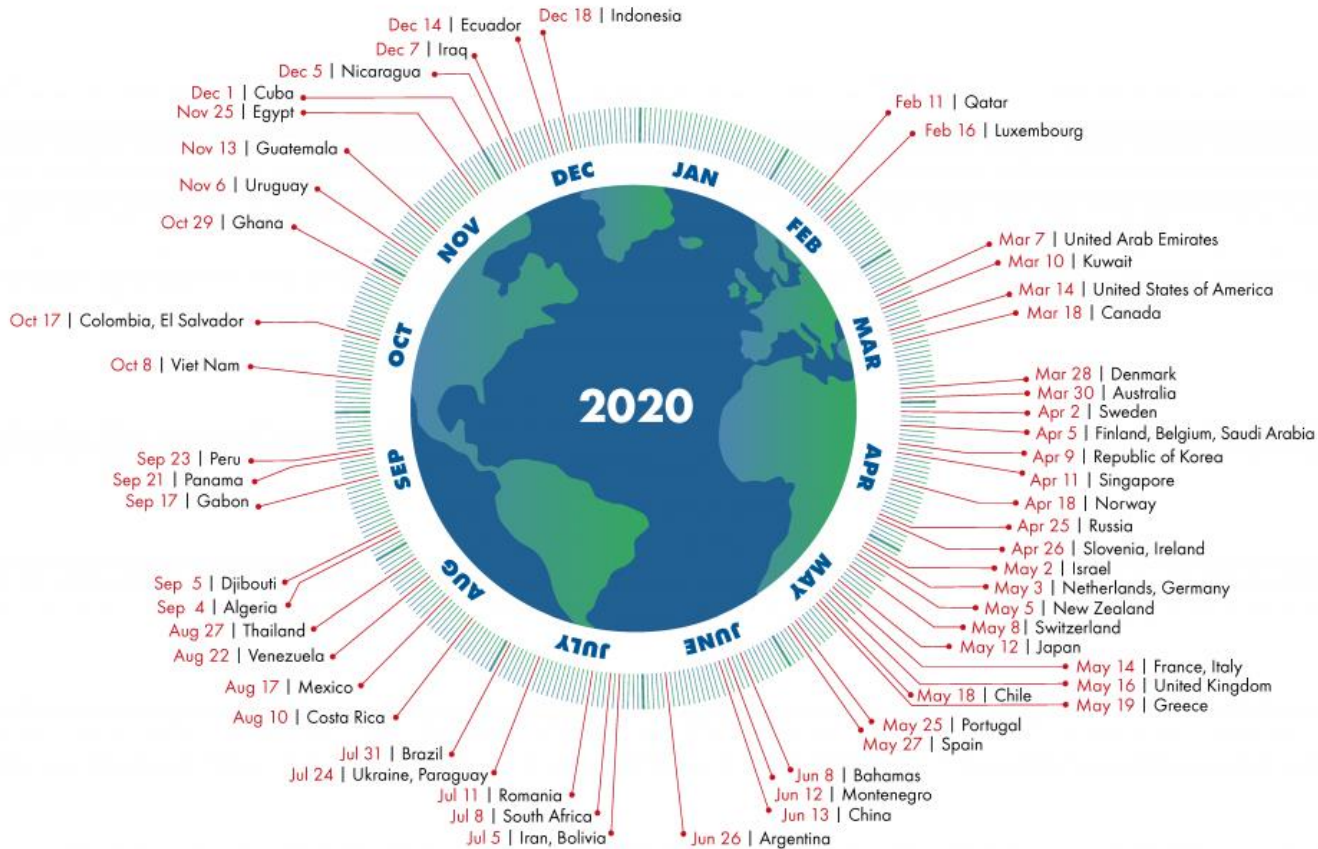 Dec 18 | Indonesia
Dec 14 | Ecuador
Dec 7 | Iraq
Dec 5 | Nicaragua
Dec 1 | Cuba
Nov 25 | Egypt
Nov 13 | Guatemala
Nov 6 | Uruguay
Oct 29 | Ghana
Oct 17 | Colombia, El Salvador
Oct 8 | Viet Nam
Sep 23 | Peru
Sep 21 | Panama
Sep 17 | Gabon
Sep 5 | Djibouti
Sep 4 | Algeria
Aug 27 | Thailand
Aug 22 | Venezuela
Aug 17 | Mexico
Aug 10 | Costa Rica
Jul 31 | Brazil
Jul 24 | Ukraine, Paraguay
Jul 11 | Romania
Jul 8 | South Africa
Jul 5 | Iran, Bolivia
Feb 11 | Qatar
Feb 16 | Luxembourg
Mar 7 | United Arab Emirates
Mar 10 | Kuwait
Mar 14 | United States of America
Mar 18 | Canada
Mar 28 | Denmark
Mar 30 | Australia
Apr 2 | Sweden
Apr 5 | Finland, Belgium, Saudi Arabia
Apr 9 | Republic of Korea
Apr 11 | Singapore
Apr 18 | Norway
Apr 25 | Russia
Apr 26 | Slovenia, Ireland
May 2 | Israel
May 3 | Netherlands, Germany
May 5 | New Zealand
May 8 | Switzerland
May 12 | Japan
May 14 | France, Italy
May 16 | United Kingdom
May 18 | Chile
May 19 | Greece
May 25 | Portugal
May 27 | Spain
Jun 8 | Bahamas
Jun 12 | Montenegro
Jun 13 | China
Jun 26 | Argentina
JAN
FEB
MAR
APR
MAY
JUNE
JULY
AUG
SEP
OCT
NOV
DEC
2020